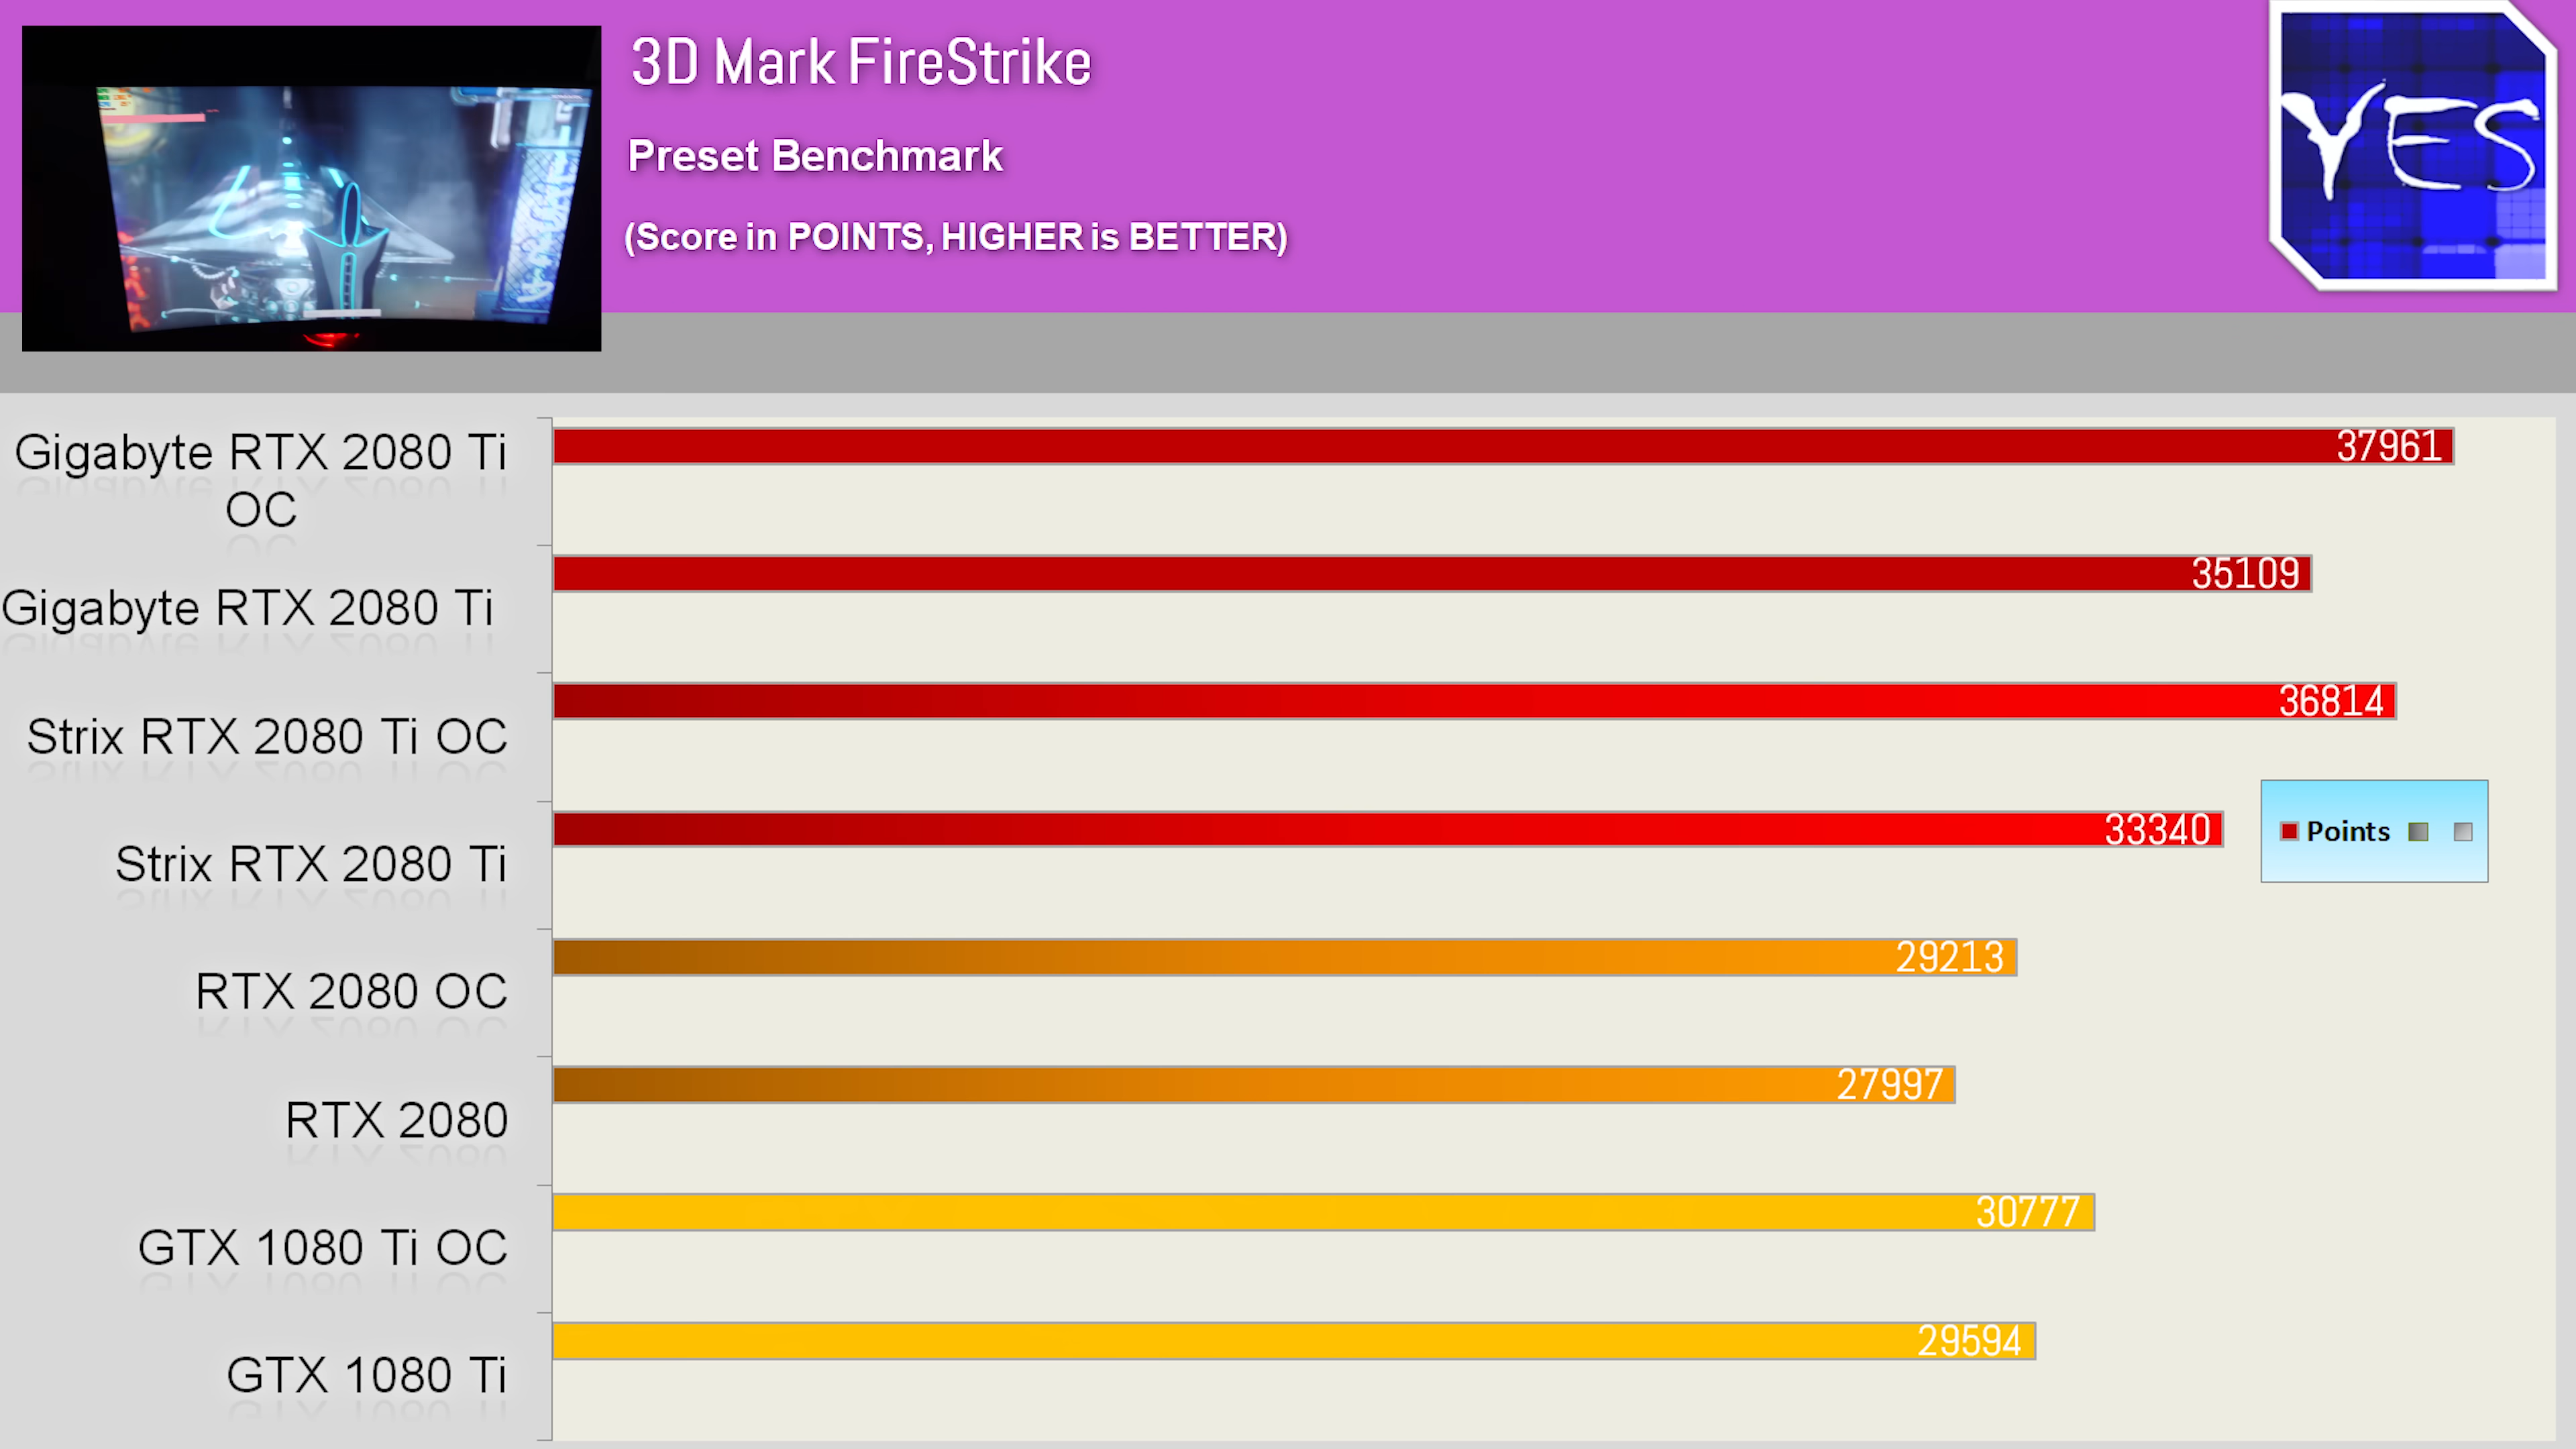 3D Mark FireStrike
Preset Benchmark
(Score in POINTS, HIGHER is BETTER)
YES
Gigabyte RTX 2080 Ti
OC
37961
Gigabyte RTX 2080 Ti
35109
Strix RTX 2080 Ti OC
36814
Strix RTX 2080 Ti
33340
Points
RTX 2080 OC
29213
RTX 2080
27997
GTX 1080 Ti OC
30777
GTX 1080 Ti
29594